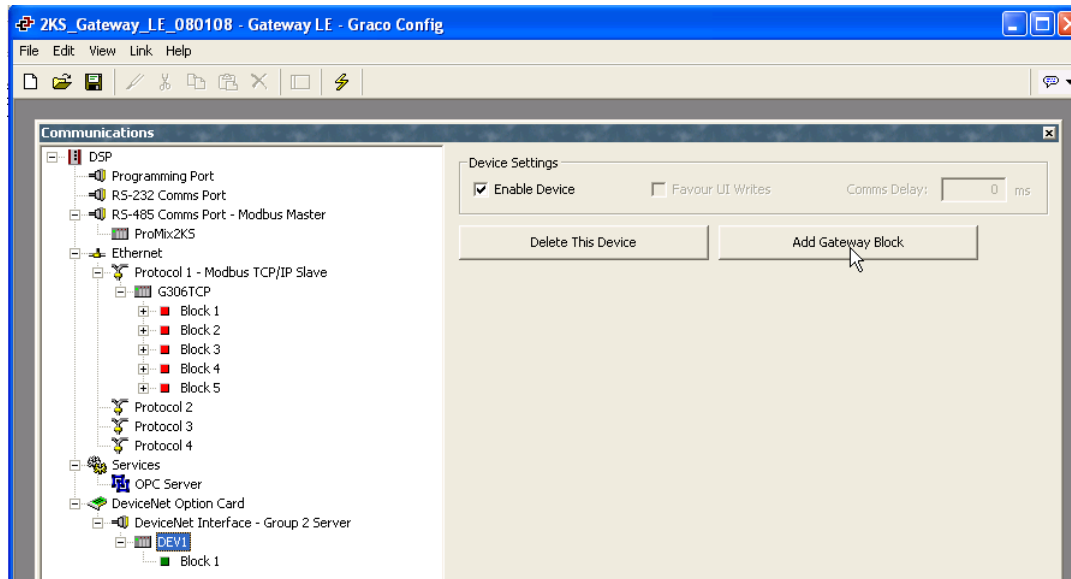 2KS_Gateway_LE_080108 - Gateway LE - Graco Config
File Edit View Link Help
Communications
DSP
Programming Port
RS-232 Comms Port
RS-485 Comms Port - Modbus Master
ProMix2KS
Ethernet
Protocol 1 - Modbus TCP/IP Slave
G306TCP
Block 1
Block 2
Block 3
Block 4
Block 5
Protocol 2
Protocol 3
Protocol 4
Services
OPC Server
DeviceNet Option Card
DeviceNet Interface - Group 2 Server
DEV1
Block 1
Device Settings
Enable Device Favour UI Writes Comms Delay: 0 ms
Delete This Device Add Gateway Block